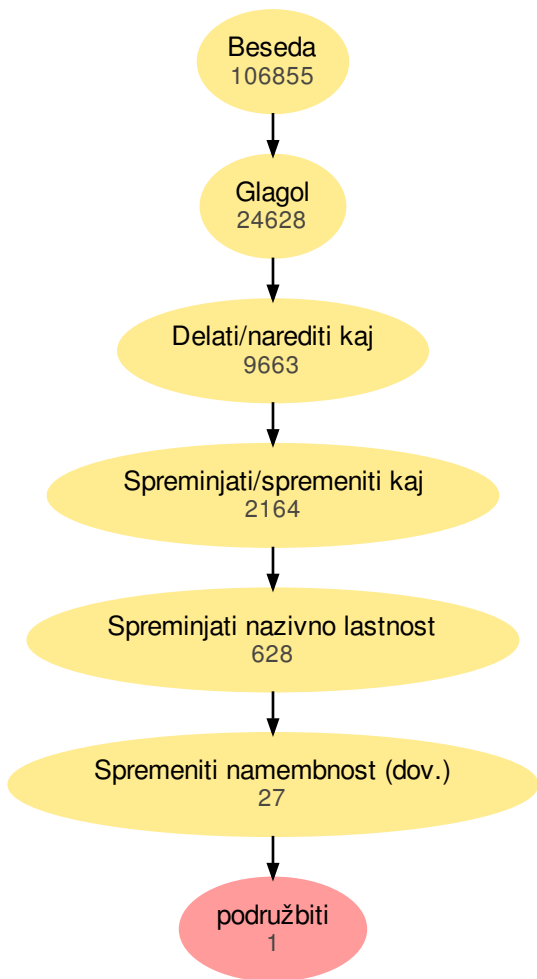 Beseda
106855
Glagol
24628
Delati/narediti kaj
9663
Spreminjati/spremeniti kaj
2164
Spreminjati nazivno lastnost
628
Spremeniti namembnost (dov.)
27
podružbiti
1